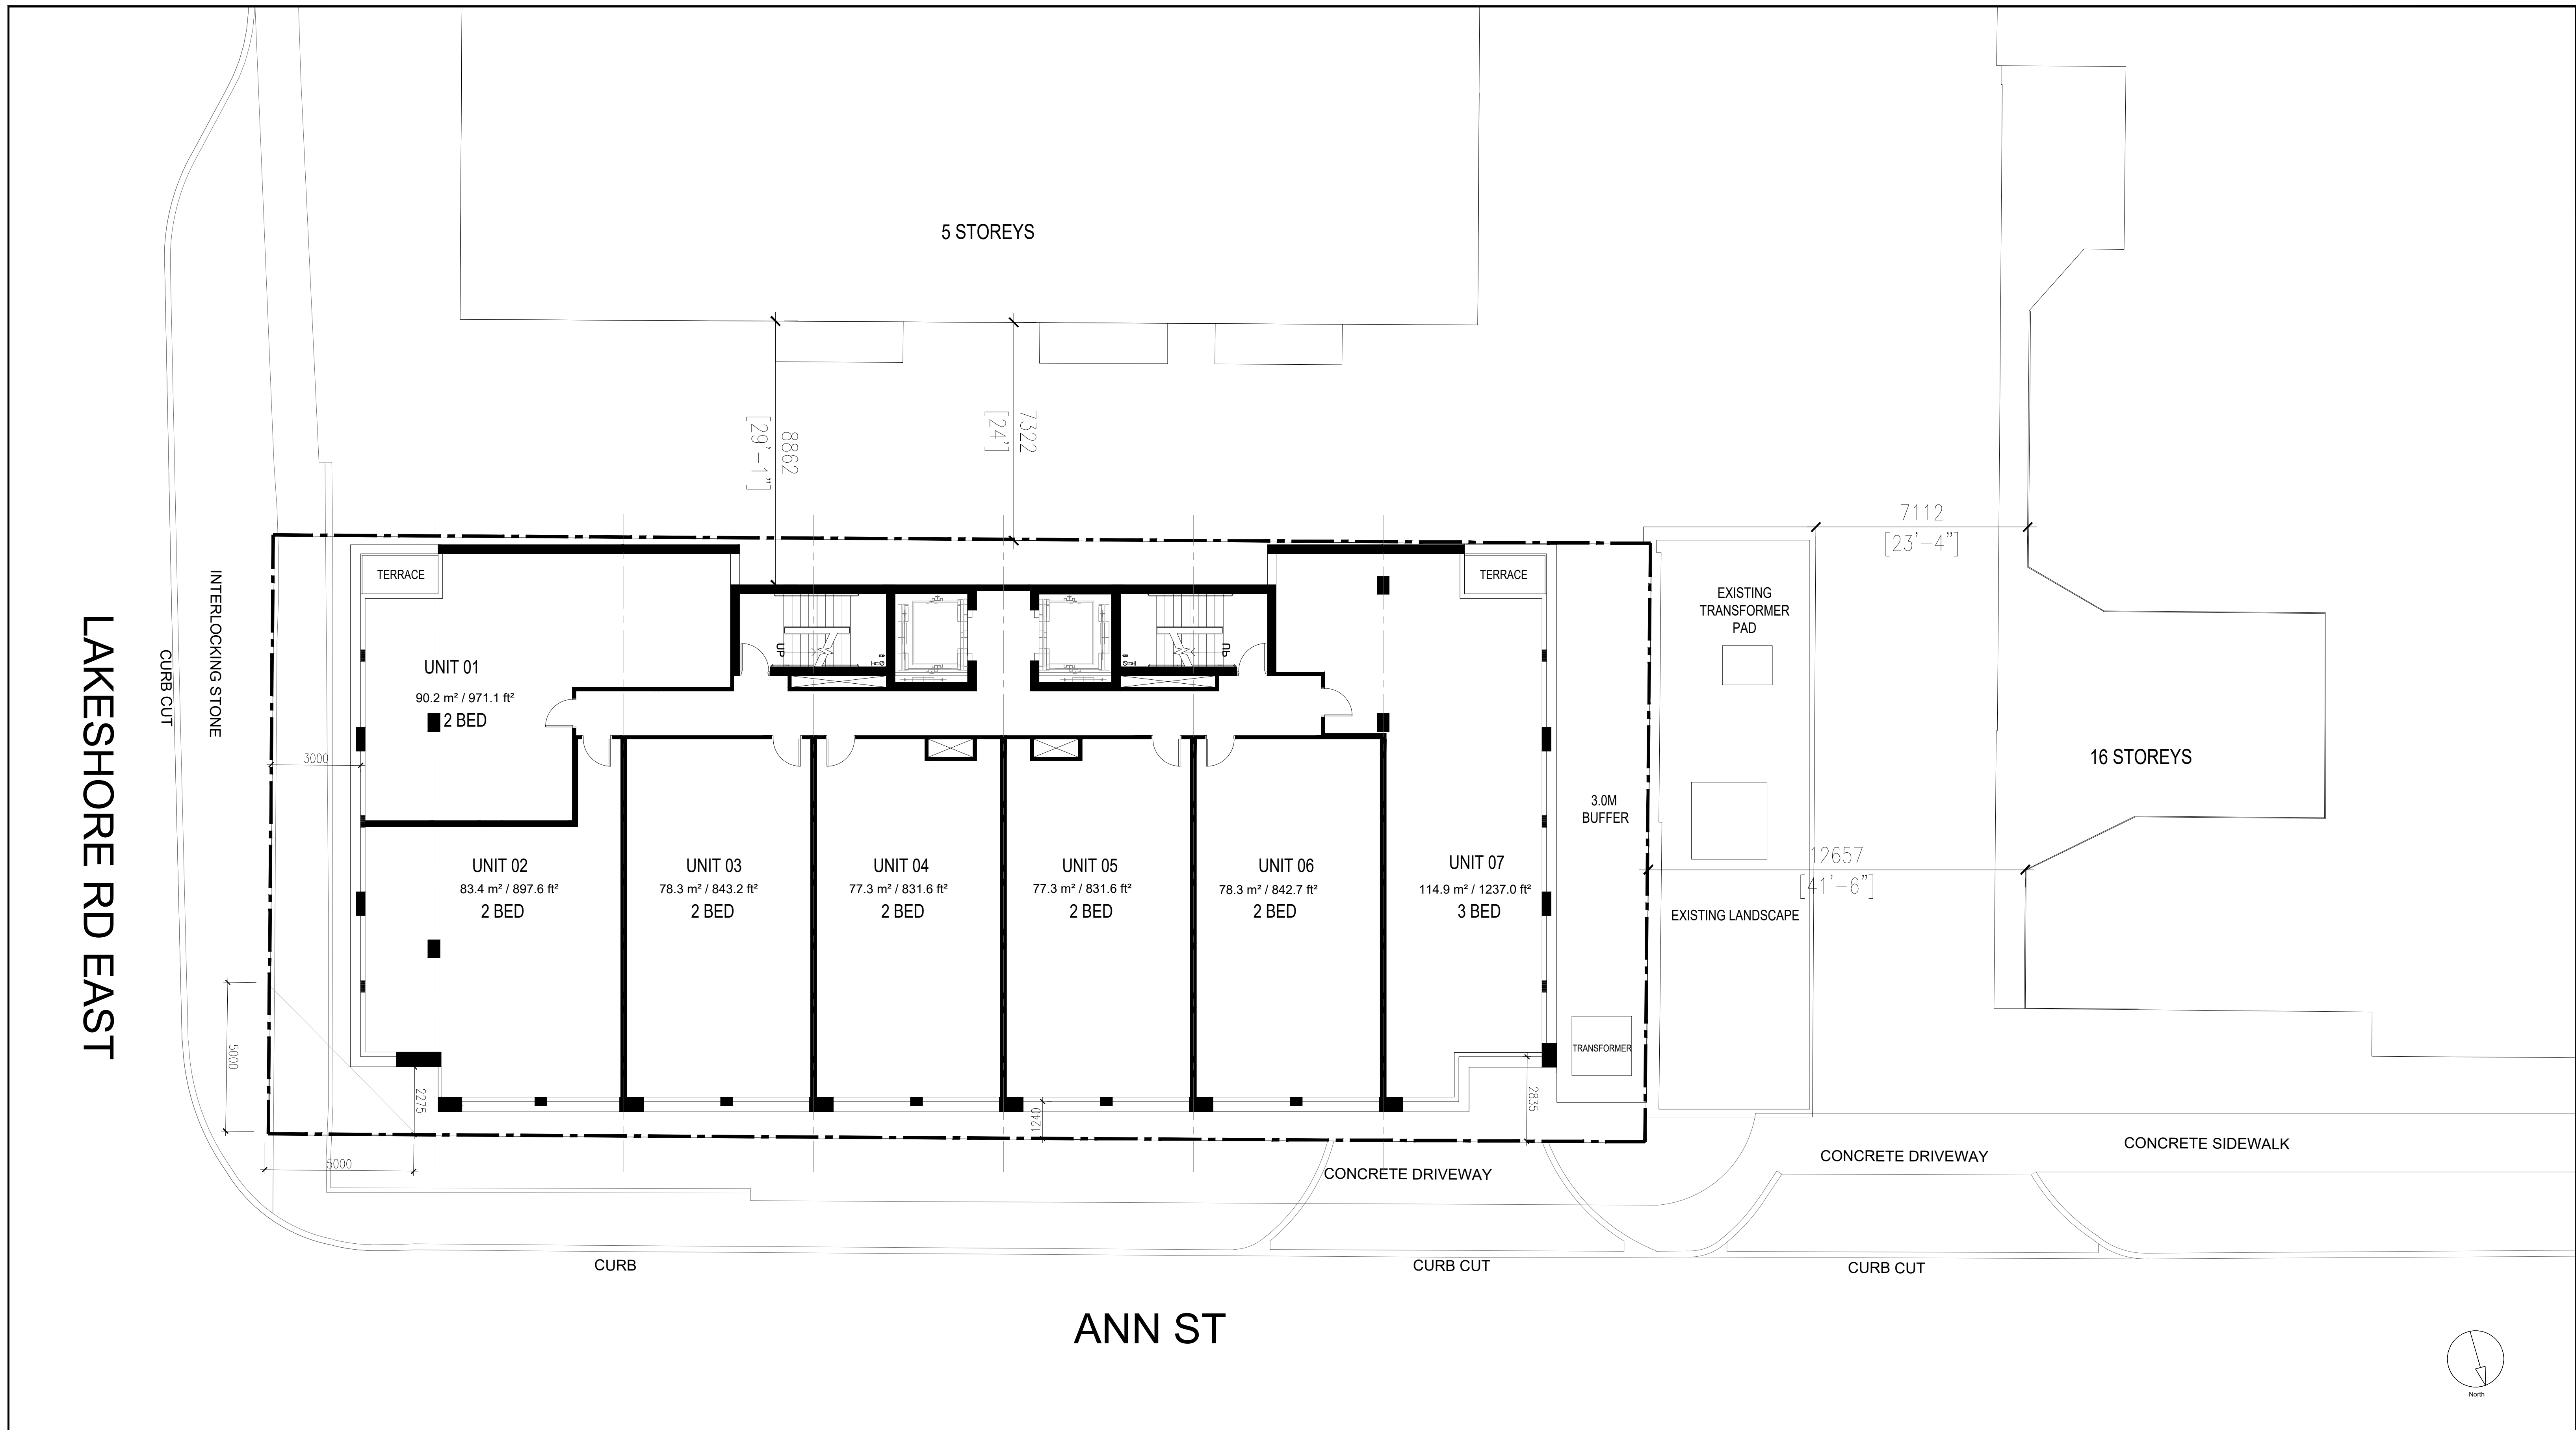 5 STOREYS
8862
[29'-1"]
7322
[24']
7112
[23'-4"]
TERRACE
TERRACE
EXISTING
TRANSFORMER
PAD
INTERLOCKING STONE
CURB CUT
LAKESHORE RD EAST
UP
UP
UNIT 01
90.2 m² / 971.1 ft²
2 BED
3000
16 STOREYS
3.0M
BUFFER
12657
[41'-6"]
UNIT 02
83.4 m² / 897.6 ft²
2 BED
UNIT 03
78.3 m² / 843.2 ft²
2 BED
UNIT 04
77.3 m² / 831.6 ft²
2 BED
UNIT 05
77.3 m² / 831.6 ft²
2 BED
UNIT 06
78.3 m² / 842.7 ft²
2 BED
UNIT 07
114.9 m² / 1237.0 ft²
3 BED
EXISTING LANDSCAPE
TRANSFORMER
5000
2275
1240
2835
5000
CONCRETE DRIVEWAY
CONCRETE DRIVEWAY
CONCRETE SIDEWALK
CURB
CURB CUT
CURB CUT
ANN ST
North